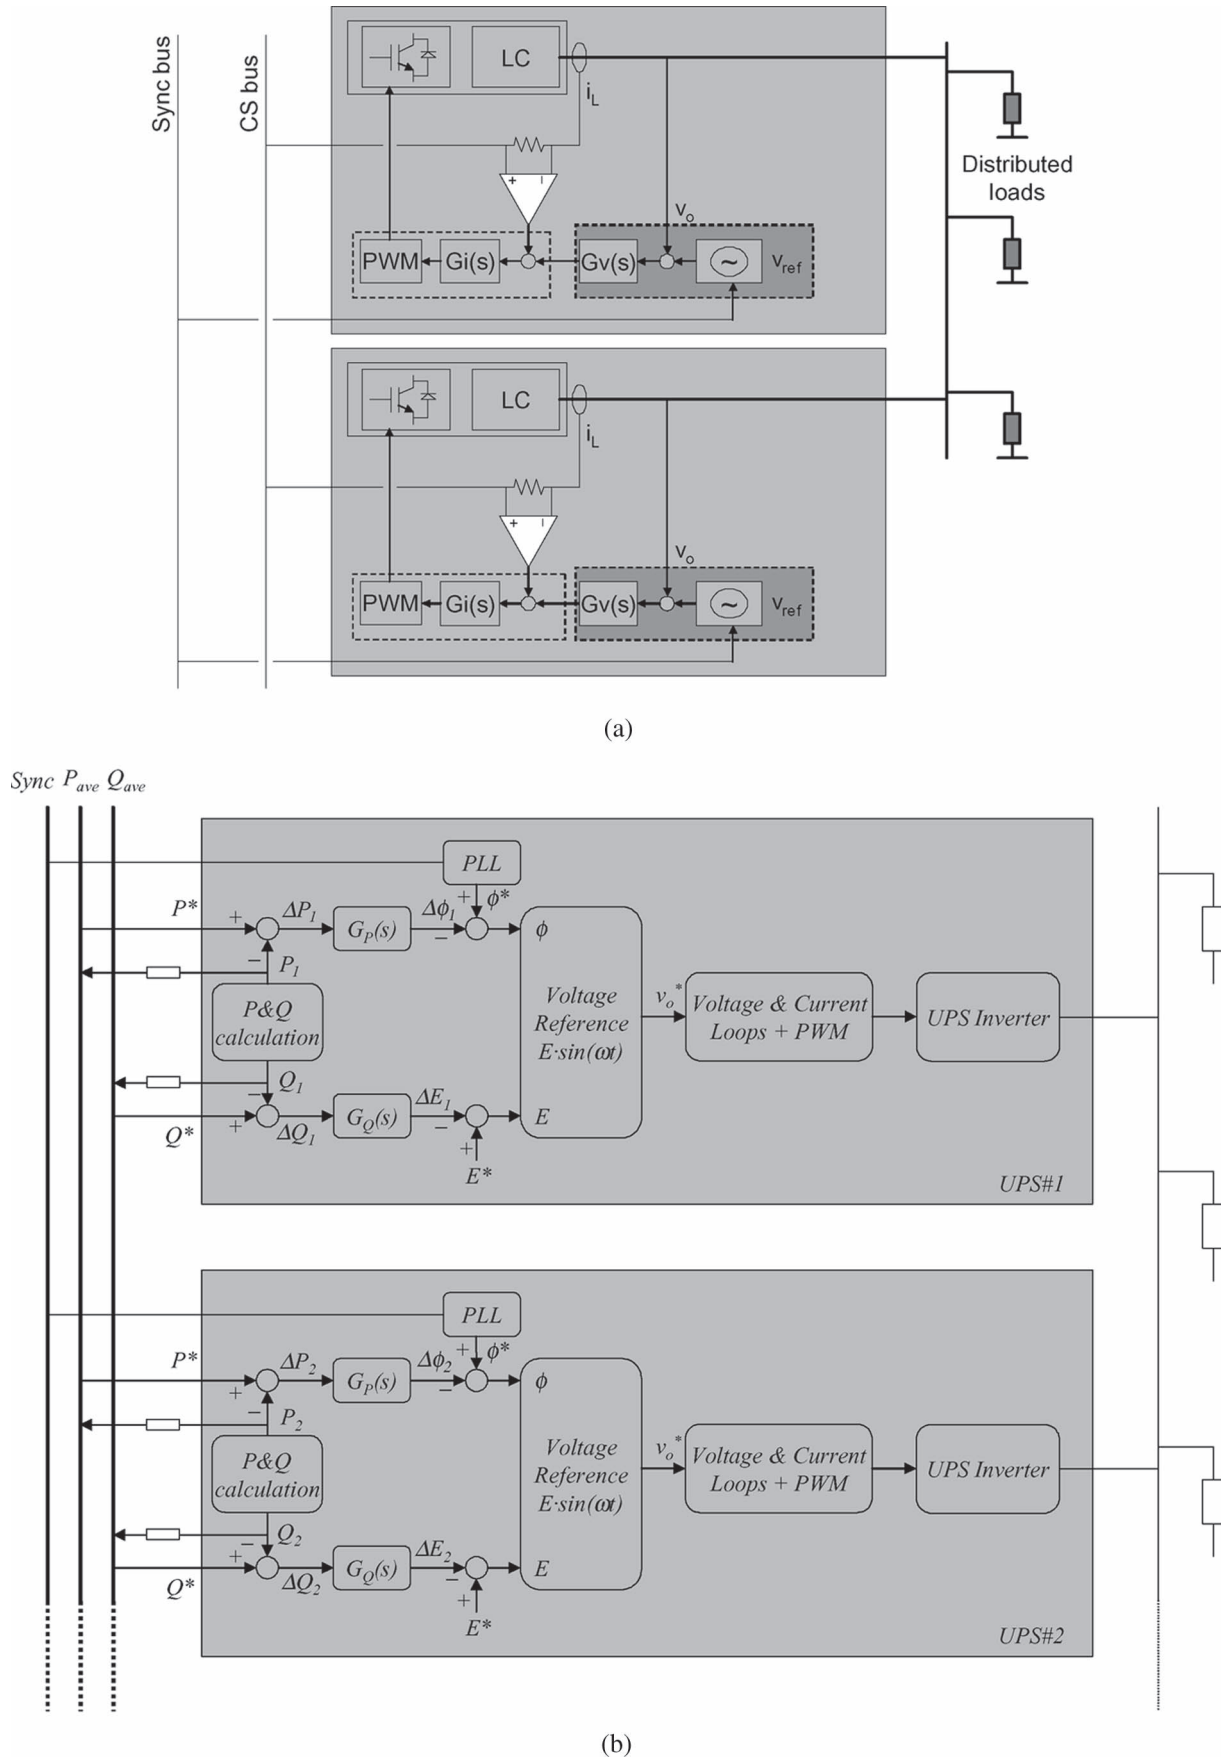 Sync bus
CS bus
LC
i_L
+ −
v_o
PWM
Gi(s)
Gv(s)
~
v_ref
Distributed
loads
LC
i_L
+ −
v_o
PWM
Gi(s)
Gv(s)
~
v_ref
(a)
Sync P_ave Q_ave
PLL
P*
+
ΔP_1
G_P(s)
Δϕ_1
−
+
ϕ*
ϕ
−
P_1
P&Q
calculation
Voltage
Reference
E·sin(ωt)
v_o*
Voltage & Current
Loops + PWM
UPS Inverter
Q_1
−
+
Q*
ΔQ_1
G_Q(s)
ΔE_1
−
+
E*
E
UPS#1
PLL
P*
+
ΔP_2
G_P(s)
Δϕ_2
−
+
ϕ*
ϕ
−
P_2
P&Q
calculation
Voltage
Reference
E·sin(ωt)
v_o*
Voltage & Current
Loops + PWM
UPS Inverter
Q_2
−
+
Q*
ΔQ_2
G_Q(s)
ΔE_2
−
+
E*
E
UPS#2
(b)